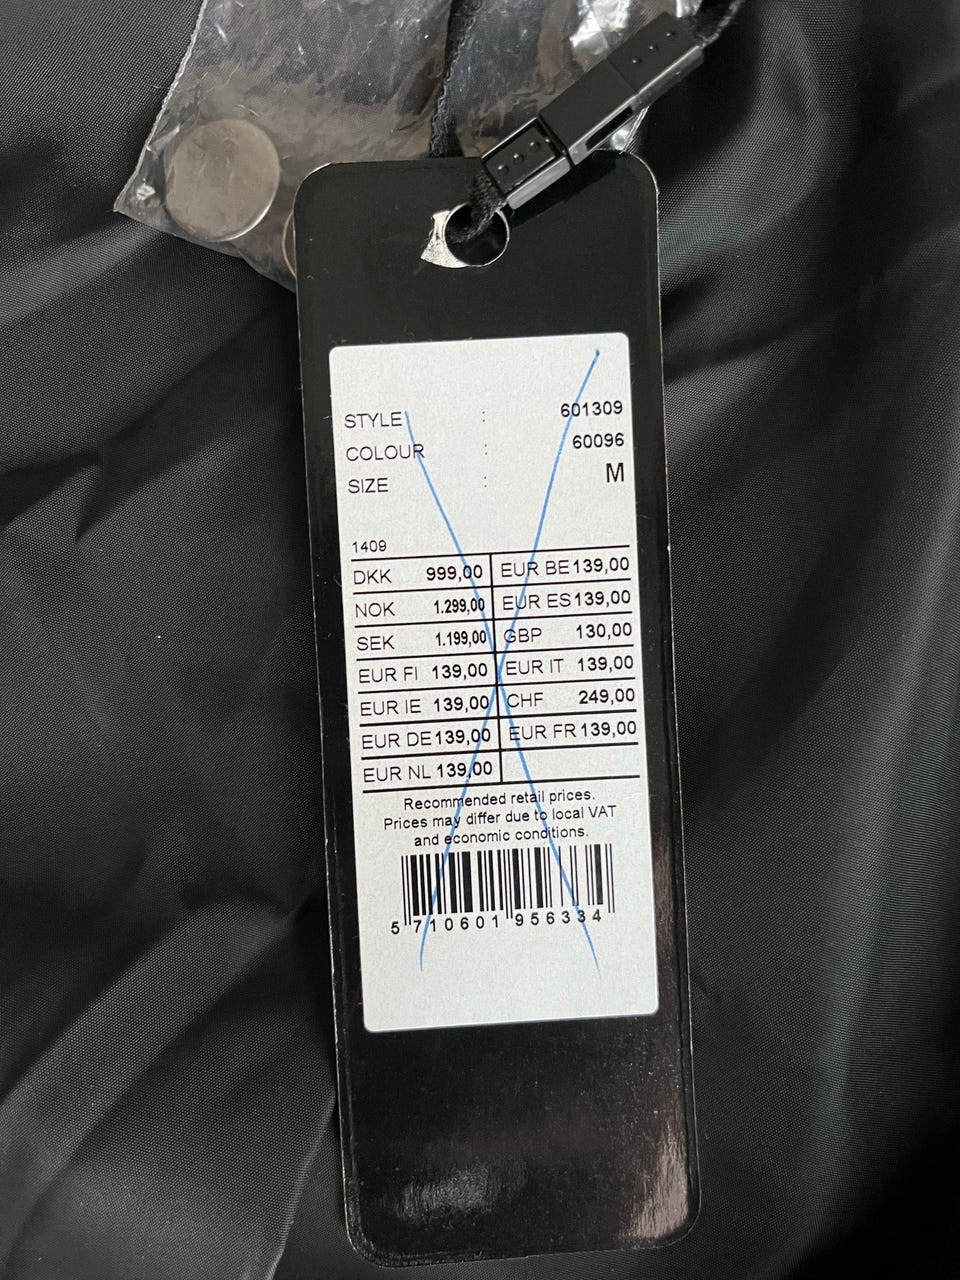 STYLE : 601309
COLOUR : 60096
SIZE : M
1409
DKK 999,00 EUR BE 139,00
NOK 1.299,00 EUR ES 139,00
SEK 1.199,00 GBP 130,00
EUR FI 139,00 EUR IT 139,00
EUR IE 139,00 CHF 249,00
EUR DE 139,00 EUR FR 139,00
EUR NL 139,00
Recommended retail prices.
Prices may differ due to local VAT
and economic conditions.
5 710601 956334